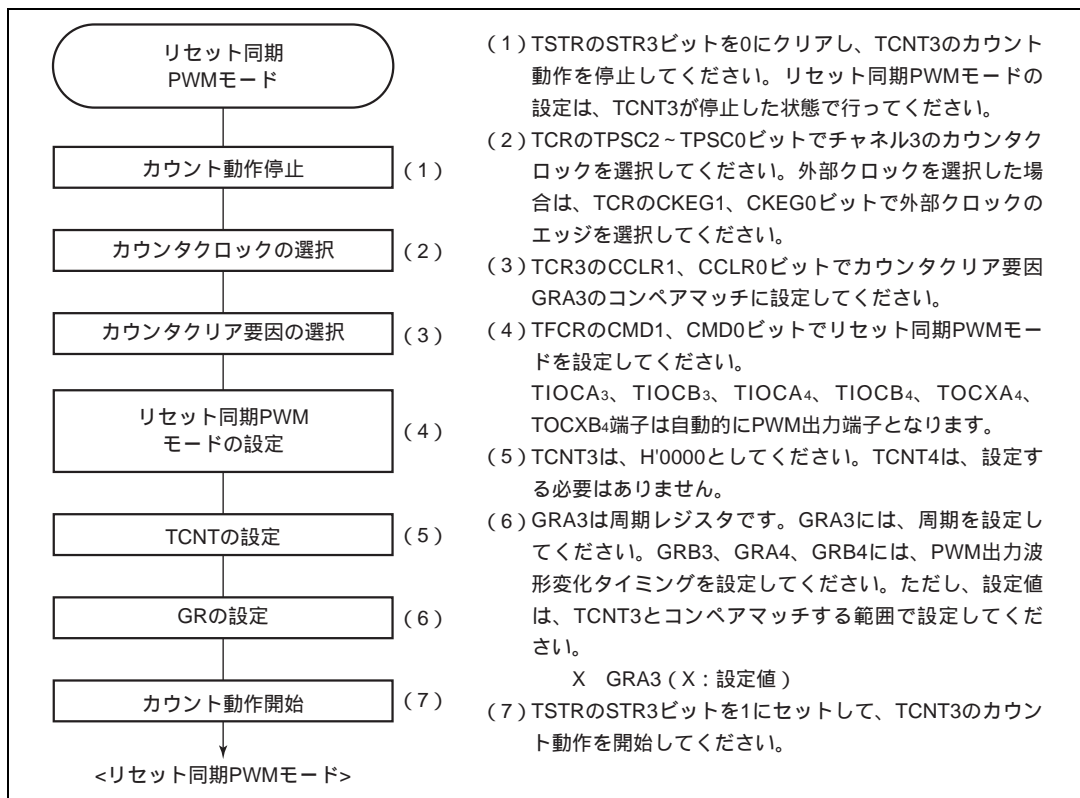 リセット同期
PWMモード
カウント動作停止
(1)
カウンタクロックの選択
(2)
カウンタクリア要因の選択
(3)
リセット同期PWM
モードの設定
(4)
TCNTの設定
(5)
GRの設定
(6)
カウント動作開始
(7)
<リセット同期PWMモード>
(1)TSTRのSTR3ビットを0にクリアし、TCNT3のカウント
動作を停止してください。リセット同期PWMモードの
設定は、TCNT3が停止した状態で行ってください。
(2)TCRのTPSC2~TPSC0ビットでチャネル3のカウンタク
ロックを選択してください。外部クロックを選択した場
合は、TCRのCKEG1、CKEG0ビットで外部クロックの
エッジを選択してください。
(3)TCR3のCCLR1、CCLR0ビットでカウンタクリア要因
GRA3のコンペアマッチに設定してください。
(4)TFCRのCMD1、CMD0ビットでリセット同期PWMモー
ドを設定してください。
TIOCA3、TIOCB3、TIOCA4、TIOCB4、TOCXA4、
TOCXB4端子は自動的にPWM出力端子となります。
(5)TCNT3は、H'0000としてください。TCNT4は、設定す
る必要はありません。
(6)GRA3は周期レジスタです。GRA3には、周期を設定し
てください。GRB3、GRA4、GRB4には、PWM出力波
形変化タイミングを設定してください。ただし、設定値
は、TCNT3とコンペアマッチする範囲で設定してくだ
さい。
X GRA3(X:設定値)
(7)TSTRのSTR3ビットを1にセットして、TCNT3のカウン
ト動作を開始してください。